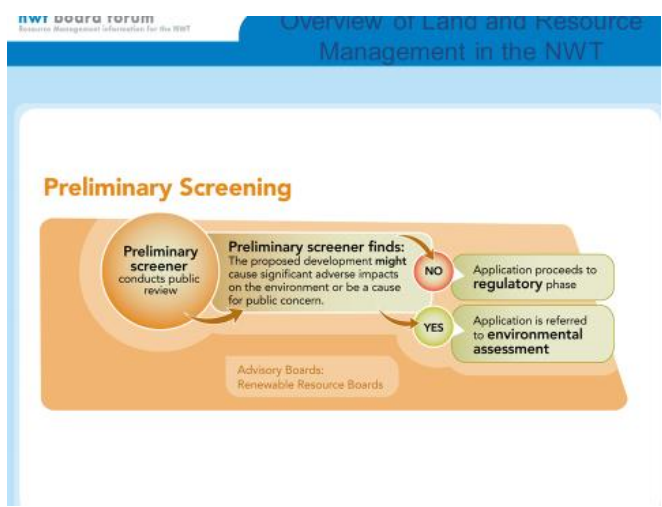 nwt board forum
Resource Management information for the NWT
Overview of Land and Resource
Management in the NWT
Preliminary Screening
Preliminary
screener
conducts public
review
Preliminary screener finds:
The proposed development might
cause significant adverse impacts
on the environment or be a cause
for public concern.
NO
Application proceeds to
regulatory phase
YES
Application is referred
to environmental
assessment
Advisory Boards:
Renewable Resource Boards